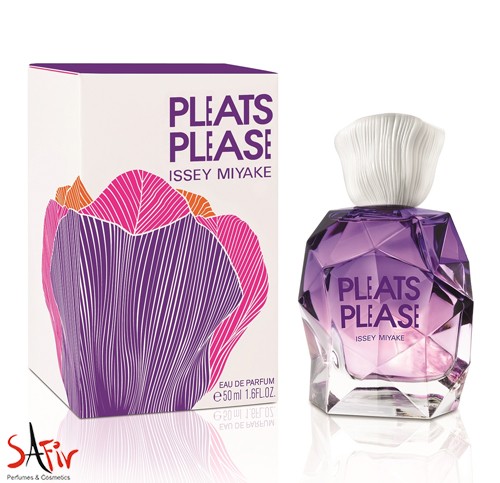 PLEATS
PLEASE
ISSEY MIYAKE
EAU DE PARFUM
℮50 ml 1.6FL.OZ.
PLEATS
PLEASE
ISSEY MIYAKE
SAFir
Perfumes & Cosmetics